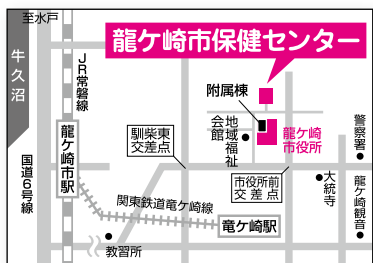 至水戸
龍ケ崎市保健センター
牛久沼
JR常磐線
附属棟
地域福祉
会館
龍ケ崎
市役所
馴柴東
交差点
警察署
龍ケ崎市駅
国道6号線
市役所前
交差点
大統寺
龍ケ崎観音
関東鉄道竜ケ崎線
竜ケ崎駅
教習所